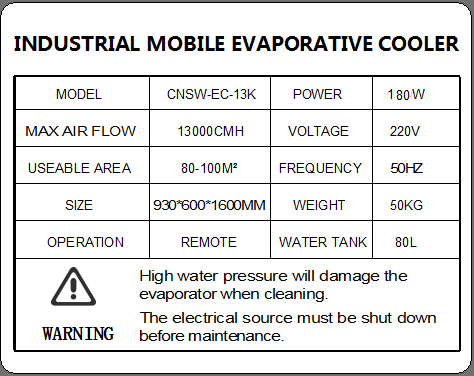 INDUSTRIAL MOBILE EVAPORATIVE COOLER
MODEL CNSW-EC-13K POWER 180W
MAX AIR FLOW 13000CMH VOLTAGE 220V
USEABLE AREA 80-100M² FREQUENCY 50HZ
SIZE 930*600*1600MM WEIGHT 50KG
OPERATION REMOTE WATER TANK 80L
High water pressure will damage the
evaporator when cleaning.
The electrical source must be shut down
before maintenance.
WARNING